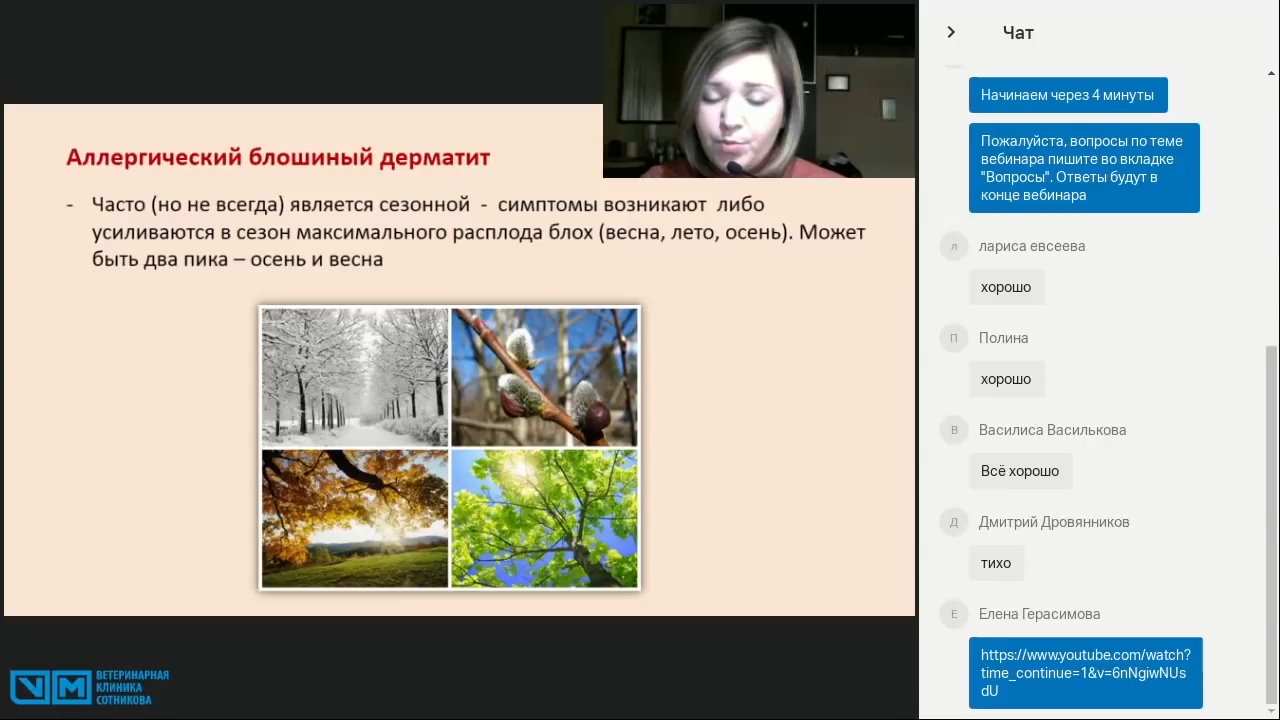 Аллергический блошиный дерматит
- Часто (но не всегда) является сезонной - симптомы возникают либо
усиливаются в сезон максимального расплода блох (весна, лето, осень). Может
быть два пика – осень и весна
VM
ВЕТЕРИНАРНАЯ
КЛИНИКА
СОТНИКОВА
Чат
Начинаем через 4 минуты
Пожалуйста, вопросы по теме
вебинара пишите во вкладке
"Вопросы". Ответы будут в
конце вебинара
л
лариса евсеева
хорошо
П
Полина
хорошо
В
Василиса Василькова
Всё хорошо
Д
Дмитрий Дровянников
тихо
Е
Елена Герасимова
https://www.youtube.com/watch?
time_continue=1&v=6nNgiwNUs
dU